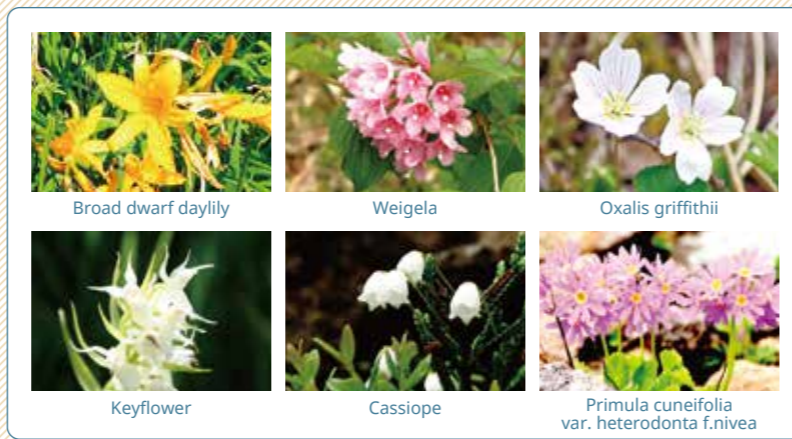 Broad dwarf daylily
Weigela
Oxalis griffithii
Keyflower
Cassiope
Primula cuneifolia
var. heterodonta f.nivea